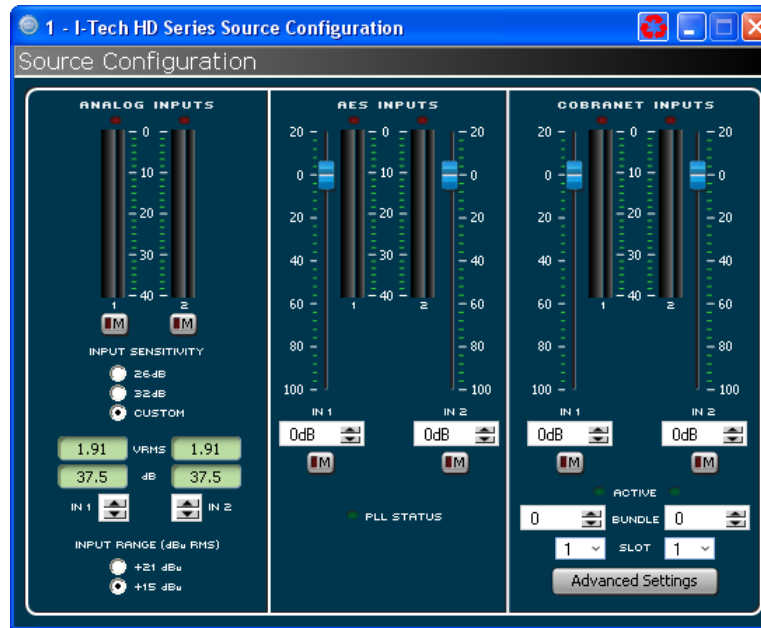 1 - I-Tech HD Series Source Configuration
Source Configuration
ANALOG INPUTS
0
10
20
30
40
1 2
M M
INPUT SENSITIVITY
26dB
32dB
CUSTOM
1.91 VRMS 1.91
37.5 dB 37.5
IN 1 IN 2
INPUT RANGE (dBu RMS)
+21 dBu
+15 dBu
AES INPUTS
20 0 20
0 10 0
20 20 20
40 30 40
60 40 60
1 2
80 80
100 100
IN 1 IN 2
0dB 0dB
M M
PLL STATUS
COBRANET INPUTS
20 0 20
0 10 0
20 20 20
40 30 40
60 40 60
1 2
80 80
100 100
IN 1 IN 2
0dB 0dB
M M
ACTIVE
0 BUNDLE 0
1 SLOT 1
Advanced Settings